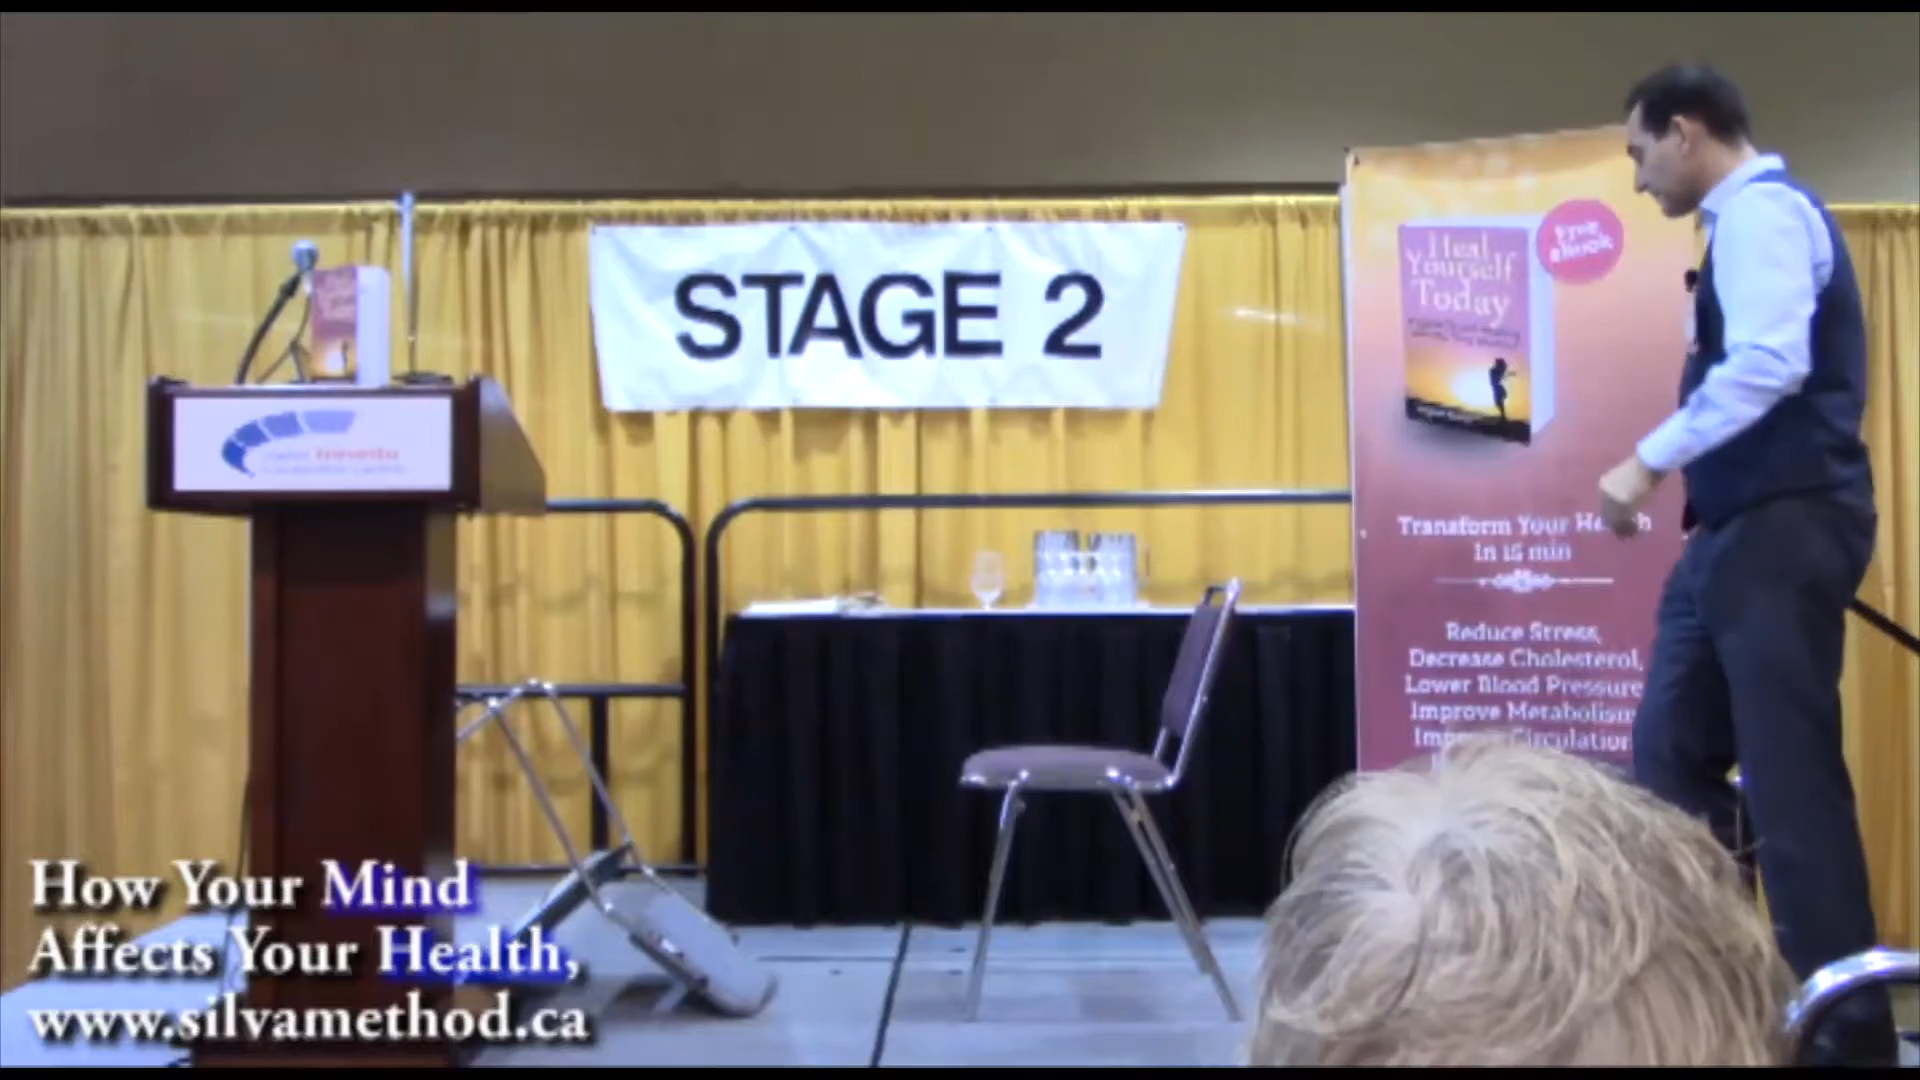 STAGE 2
Free
eBook
Heal
Yourself
Today
Transform Your Health
In 15 min
Reduce Stress,
Decrease Cholesterol,
Lower Blood Pressure
Improve Metabolism
Circulation
toronto
How Your Mind
Affects Your Health,
www.silvamethod.ca